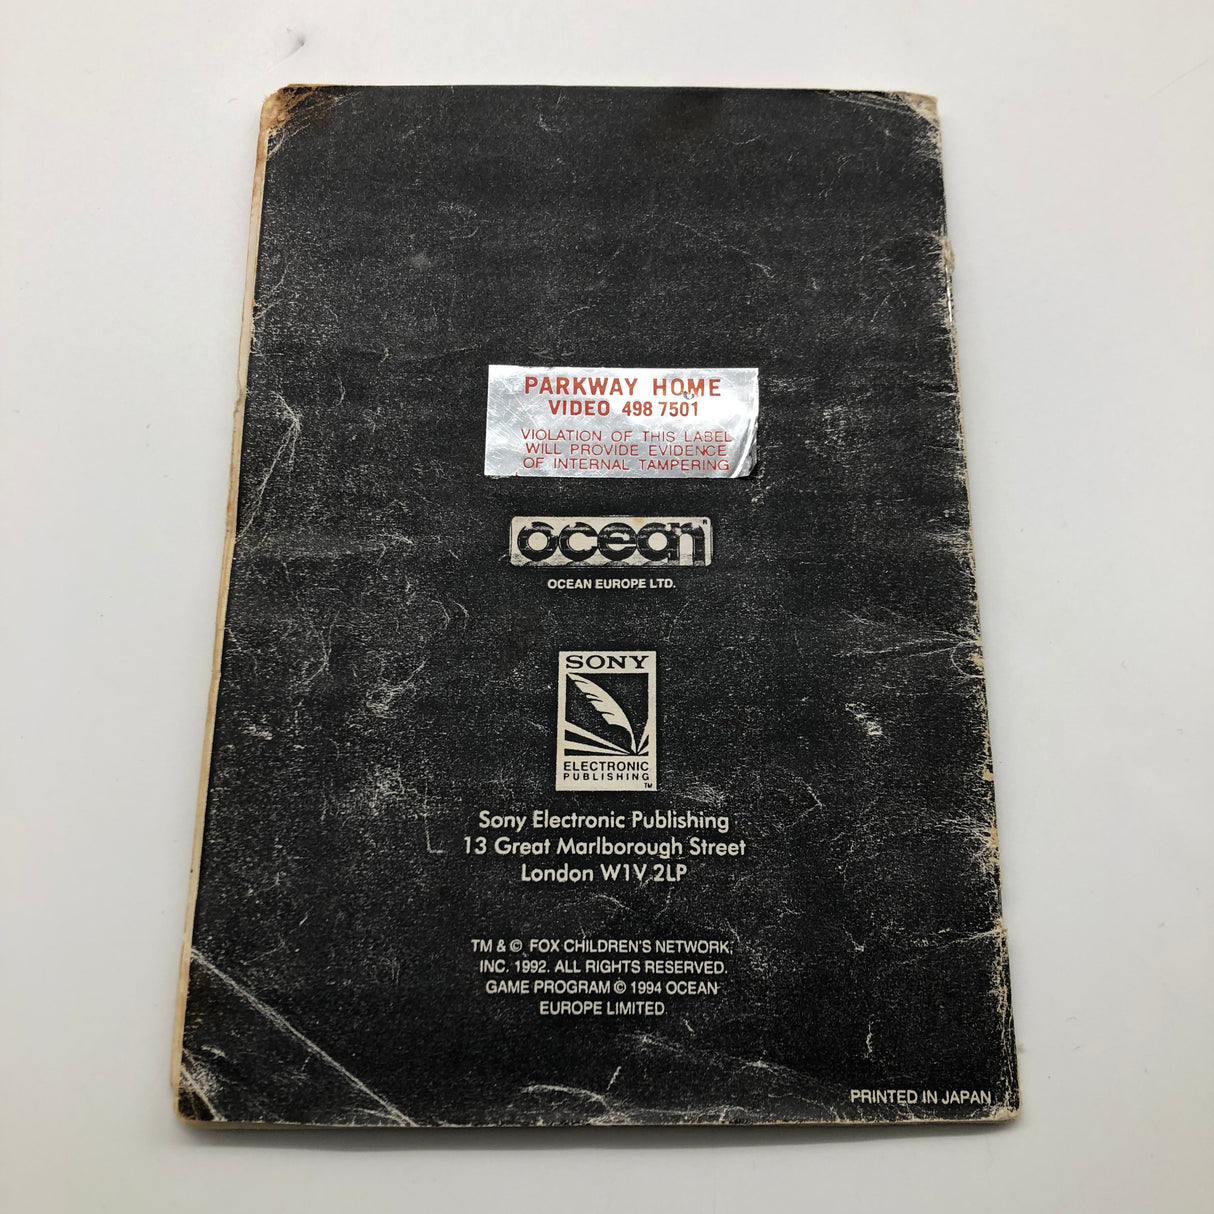 PARKWAY HOME
VIDEO 498 7501
VIOLATION OF THIS LABEL
WILL PROVIDE EVIDENCE
OF INTERNAL TAMPERING
ocean
OCEAN EUROPE LTD.
SONY
ELECTRONIC
PUBLISHING
TM
Sony Electronic Publishing
13 Great Marlborough Street
London W1V 2LP
TM & © FOX CHILDREN'S NETWORK,
INC. 1992. ALL RIGHTS RESERVED.
GAME PROGRAM © 1994 OCEAN
EUROPE LIMITED
PRINTED IN JAPAN